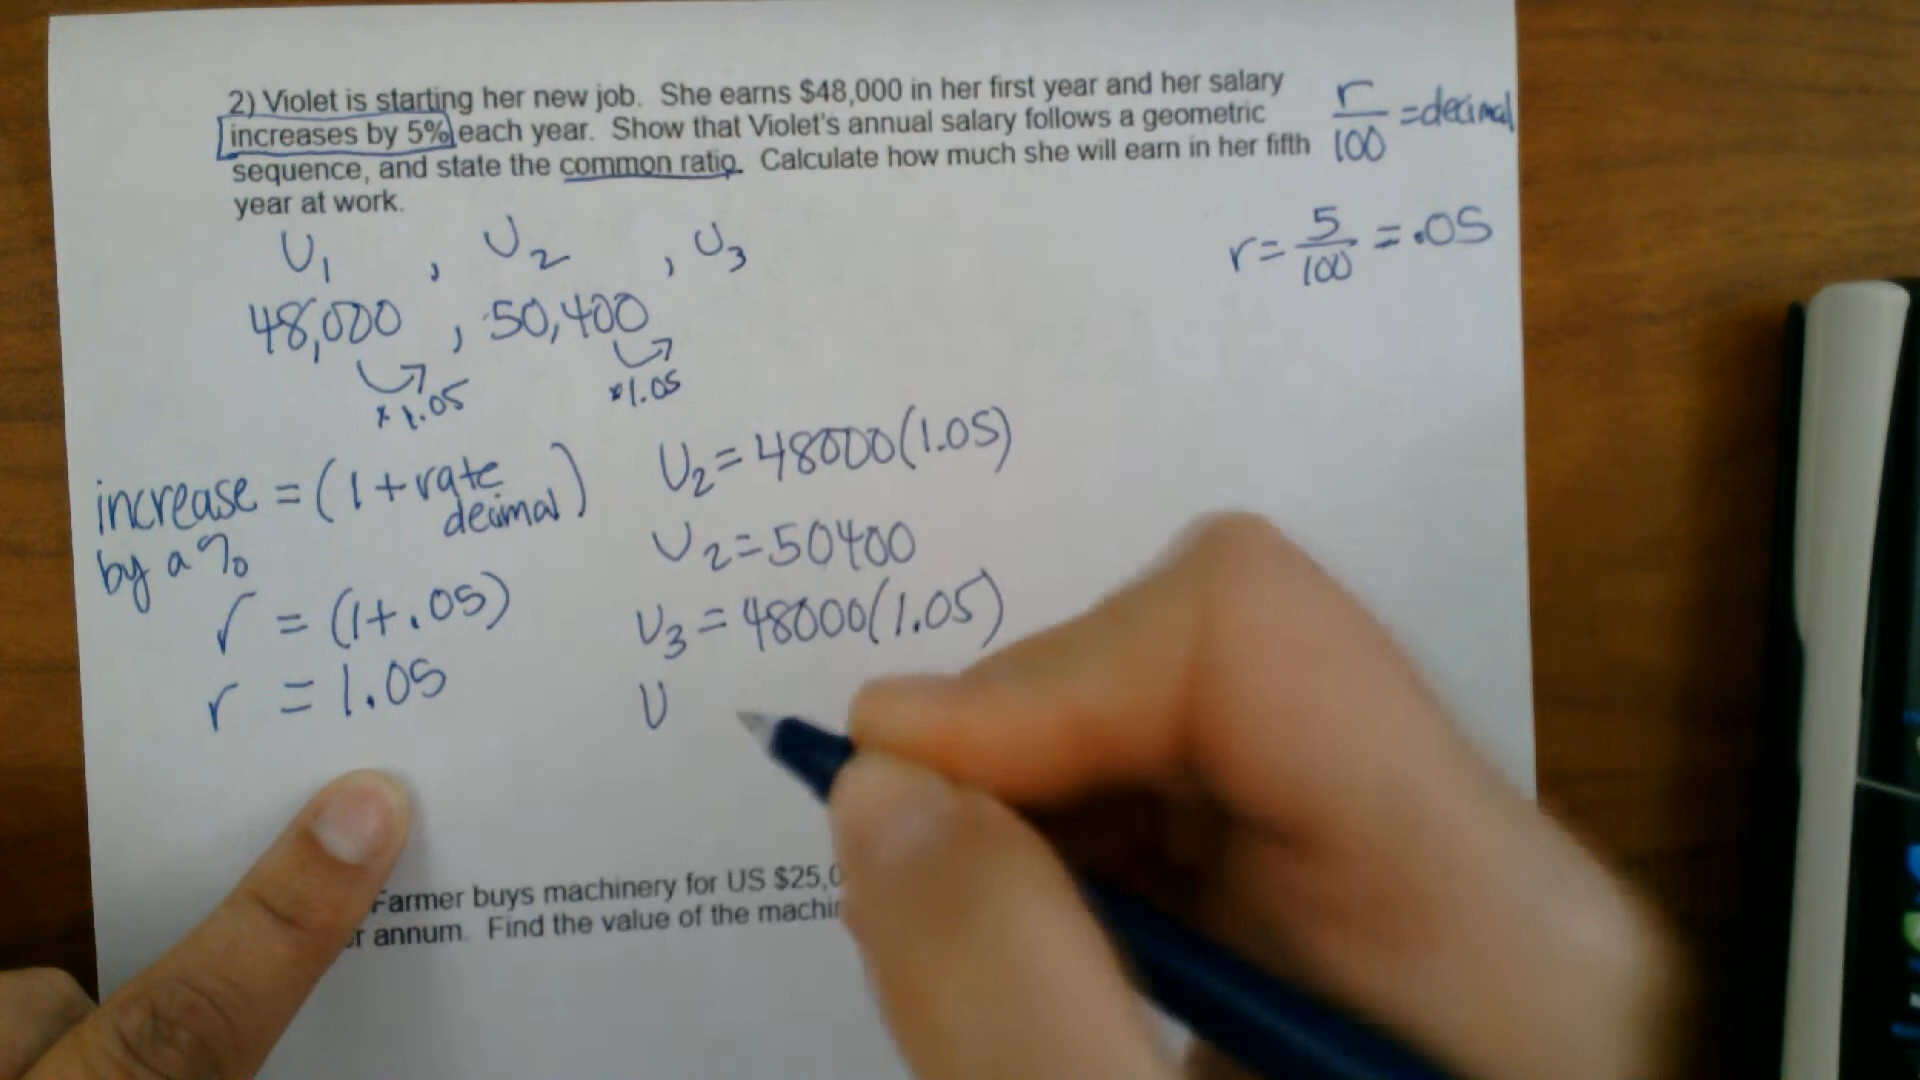 2) Violet is starting her new job. She earns $48,000 in her first year and her salary
increases by 5% each year. Show that Violet's annual salary follows a geometric
sequence, and state the common ratio. Calculate how much she will earn in her fifth
year at work.
r/100 = decimal
r = 5/100 = .05
U₁ , U₂ , U₃
48,000 , 50,400
× 1.05 ×1.05
increase = (1 + rate decimal)
by a %
r = (1+.05)
r = 1.05
U₂ = 48000(1.05)
U₂ = 50400
U₃ = 48000(1.05)
U
Farmer buys machinery for US $25,0
r annum. Find the value of the